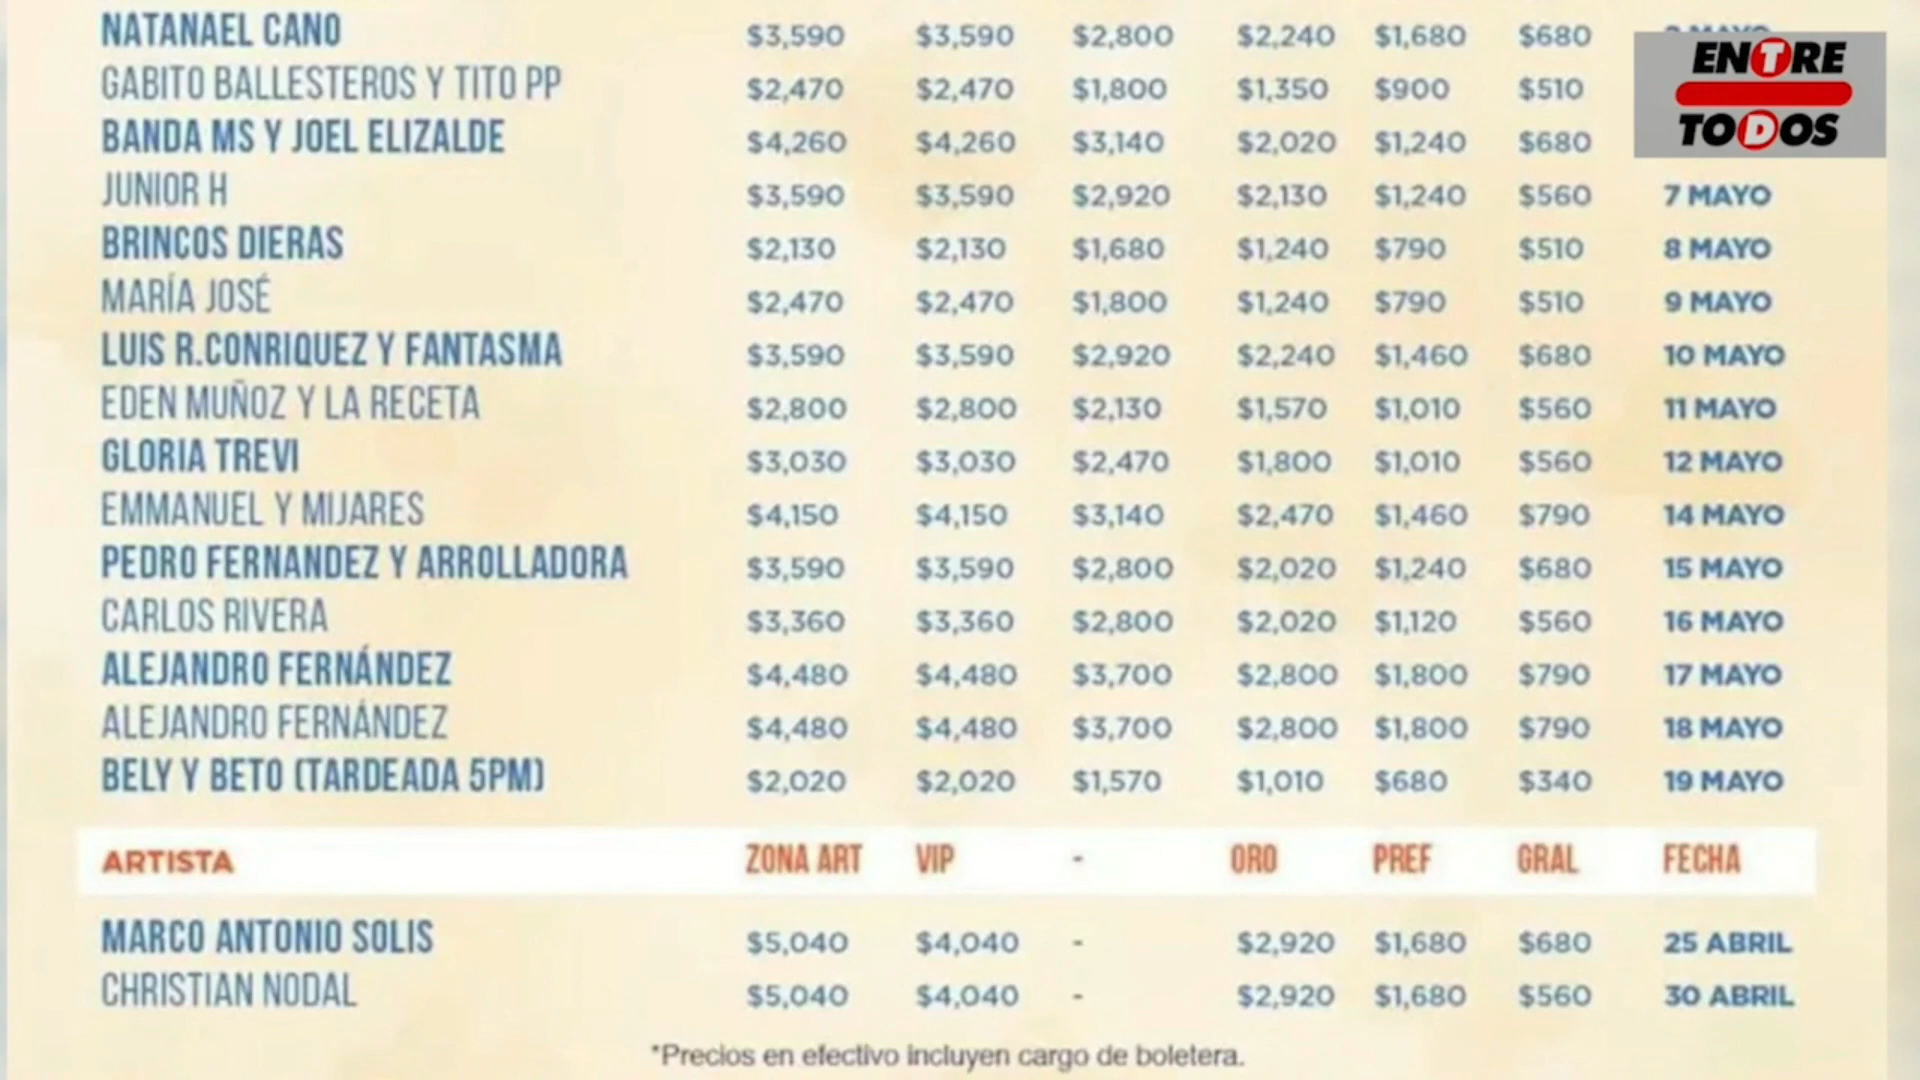 NATANAEL CANO $3,590 $3,590 $2,800 $2,240 $1,680 $680
GABITO BALLESTEROS Y TITO PP $2,470 $2,470 $1,800 $1,350 $900 $510
BANDA MS Y JOEL ELIZALDE $4,260 $4,260 $3,140 $2,020 $1,240 $680
JUNIOR H $3,590 $3,590 $2,920 $2,130 $1,240 $560 7 MAYO
BRINCOS DIERAS $2,130 $2,130 $1,680 $1,240 $790 $510 8 MAYO
MARÍA JOSÉ $2,470 $2,470 $1,800 $1,240 $790 $510 9 MAYO
LUIS R.CONRIQUEZ Y FANTASMA $3,590 $3,590 $2,920 $2,240 $1,460 $680 10 MAYO
EDEN MUÑOZ Y LA RECETA $2,800 $2,800 $2,130 $1,570 $1,010 $560 11 MAYO
GLORIA TREVI $3,030 $3,030 $2,470 $1,800 $1,010 $560 12 MAYO
EMMANUEL Y MIJARES $4,150 $4,150 $3,140 $2,470 $1,460 $790 14 MAYO
PEDRO FERNANDEZ Y ARROLLADORA $3,590 $3,590 $2,800 $2,020 $1,240 $680 15 MAYO
CARLOS RIVERA $3,360 $3,360 $2,800 $2,020 $1,120 $560 16 MAYO
ALEJANDRO FERNÁNDEZ $4,480 $4,480 $3,700 $2,800 $1,800 $790 17 MAYO
ALEJANDRO FERNÁNDEZ $4,480 $4,480 $3,700 $2,800 $1,800 $790 18 MAYO
BELY Y BETO (TARDEADA 5PM) $2,020 $2,020 $1,570 $1,010 $680 $340 19 MAYO
ARTISTA ZONA ART VIP - ORO PREF GRAL FECHA
MARCO ANTONIO SOLIS $5,040 $4,040 - $2,920 $1,680 $680 25 ABRIL
CHRISTIAN NODAL $5,040 $4,040 - $2,920 $1,680 $560 30 ABRIL
*Precios en efectivo incluyen cargo de boletera.
ENTRE
TODOS